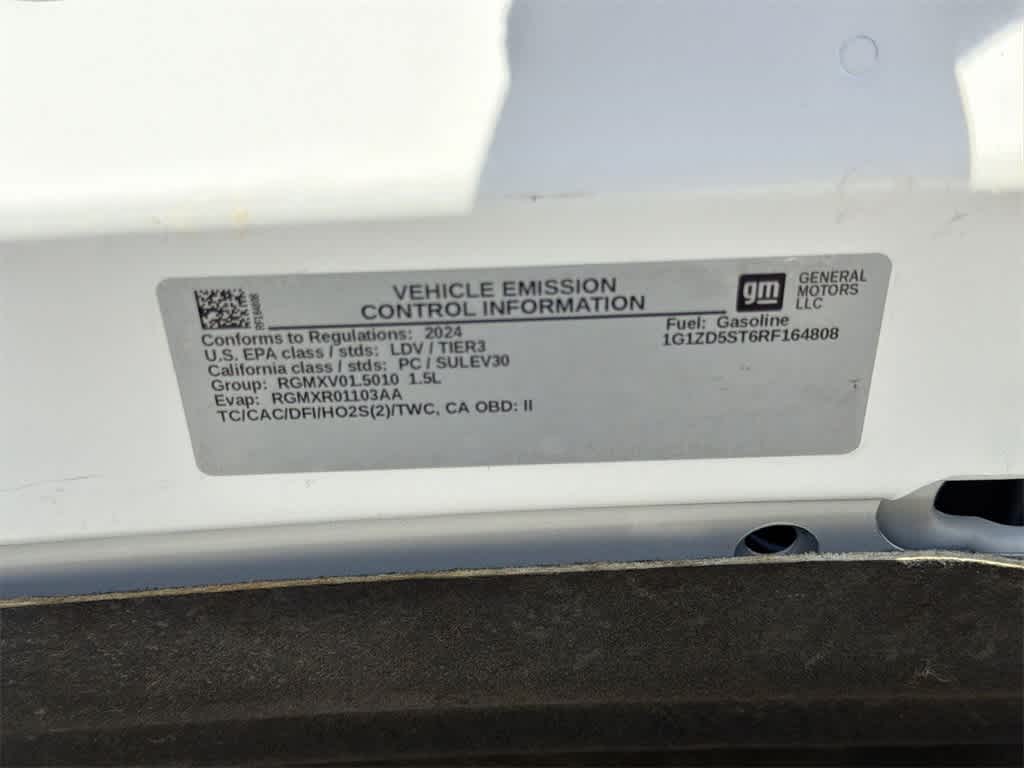 VEHICLE EMISSION
CONTROL INFORMATION
gm
GENERAL
MOTORS
LLC
RF164808
Conforms to Regulations: 2024
U.S. EPA class / stds: LDV / TIER3
California class / stds: PC / SULEV30
Group: RGMXV01.5010 1.5L
Evap: RGMXR01103AA
TC/CAC/DFI/HO2S(2)/TWC, CA OBD: II
Fuel: Gasoline
1G1ZD5ST6RF164808